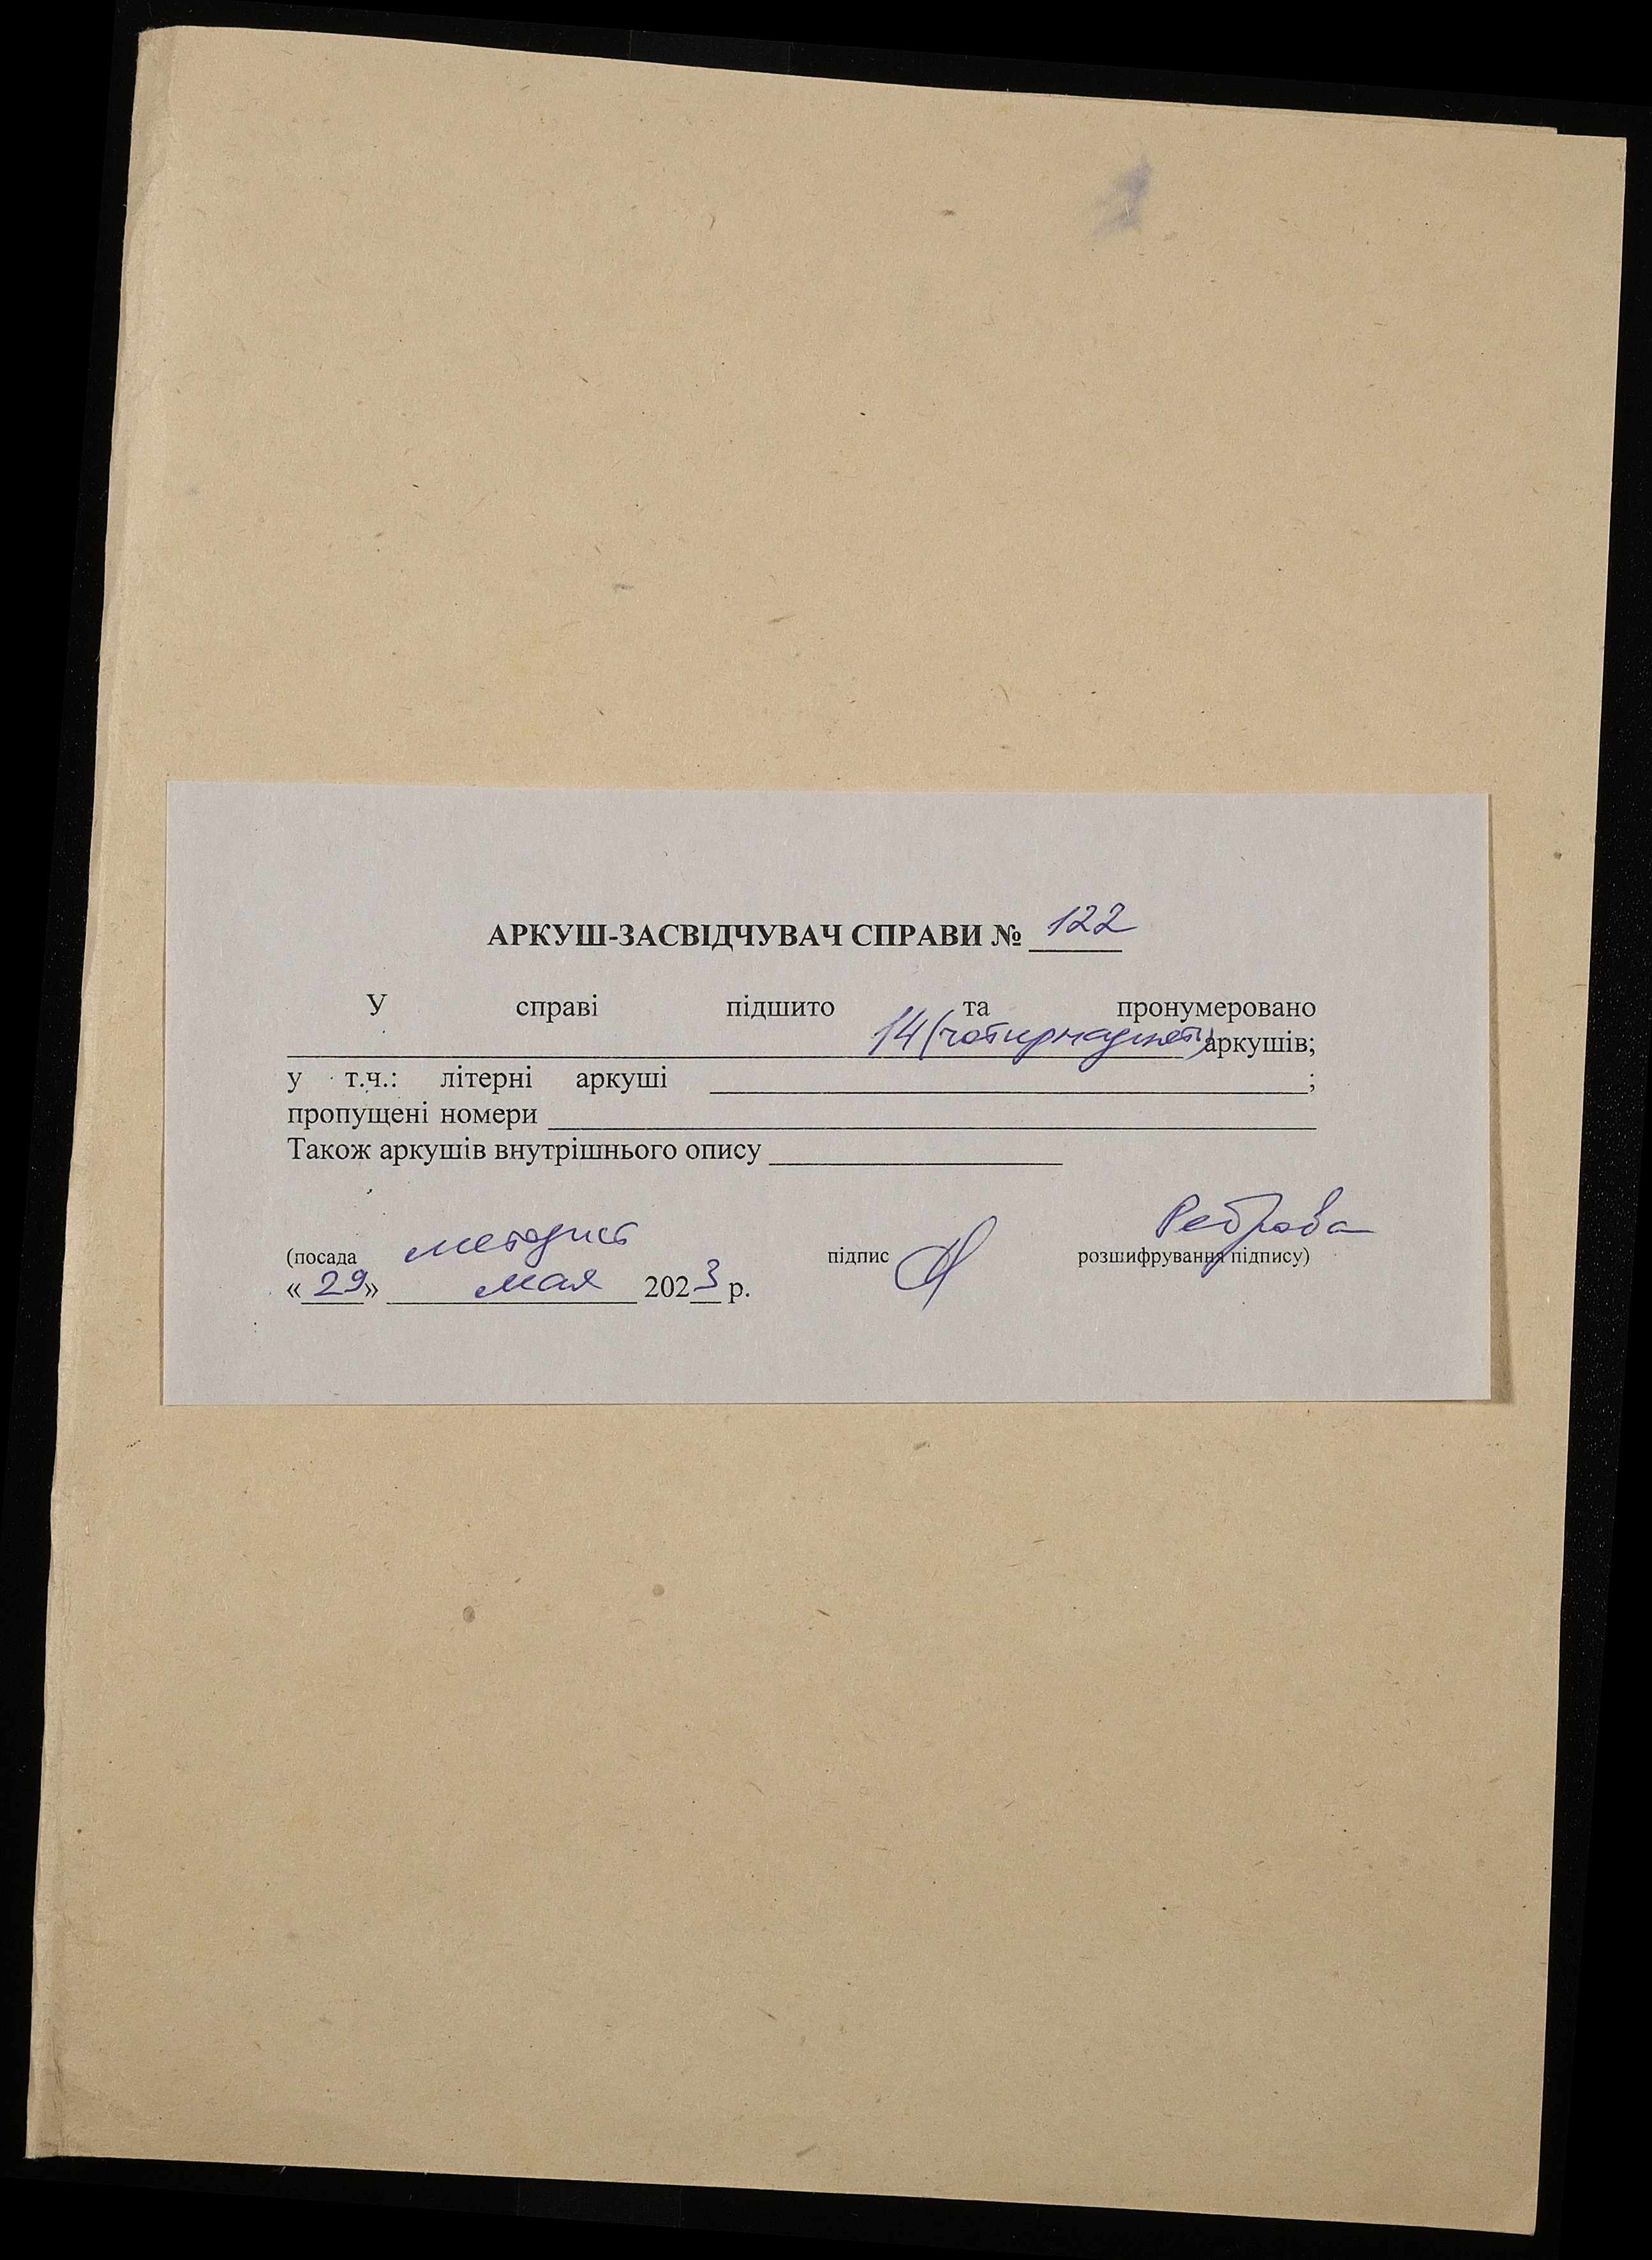 АРКУШ-ЗАСВІДЧУВАЧ СПРАВИ № 122
У справі підшито та пронумеровано
14 (чотирнадцять) аркушів;
у т.ч.: літерні аркуші ;
пропущені номери
Також аркушів внутрішнього опису
(посада методист підпис розшифрування підпису) Реброва
«29» мая 2023 р.